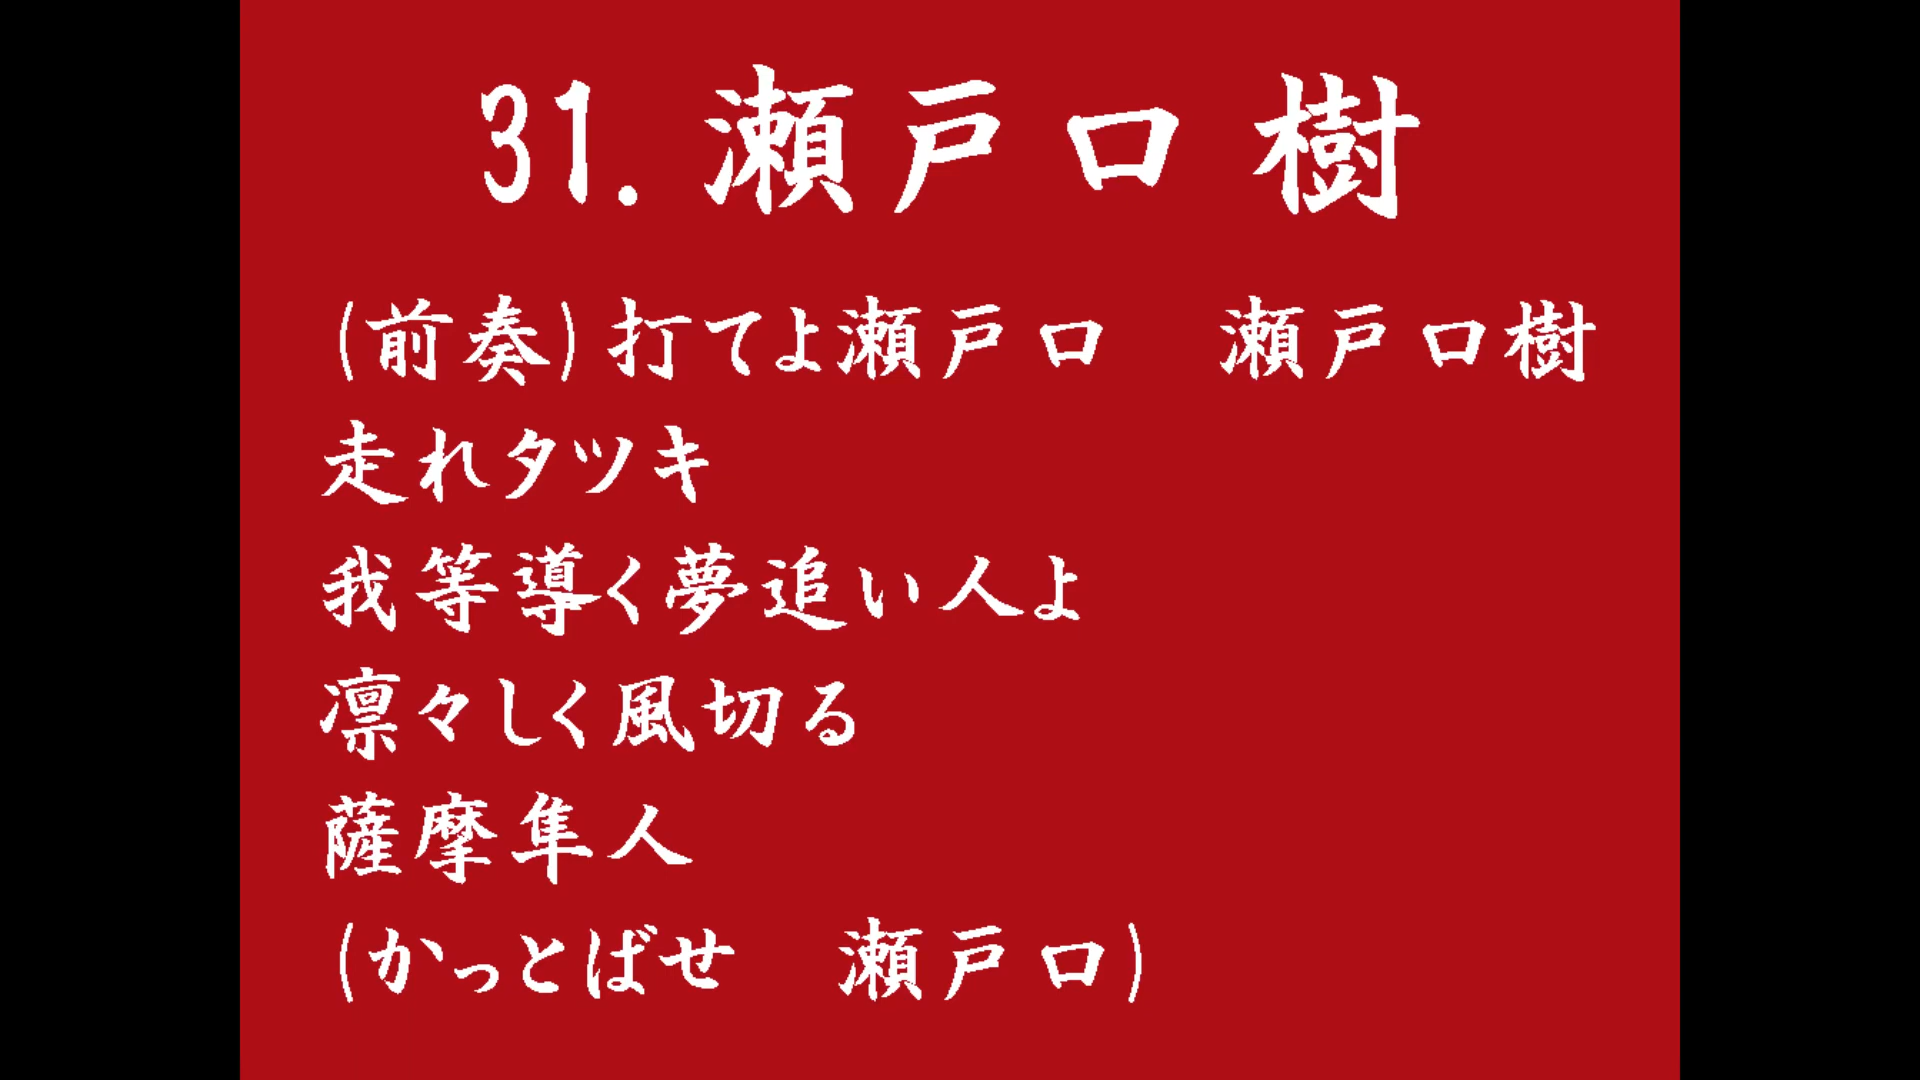 31. 瀬戸口 樹
(前奏)打てよ瀬戸口　瀬戸口樹
走れタツキ
我等導く夢追い人よ
凛々しく風切る
薩摩隼人
(かっとばせ　瀬戸口)